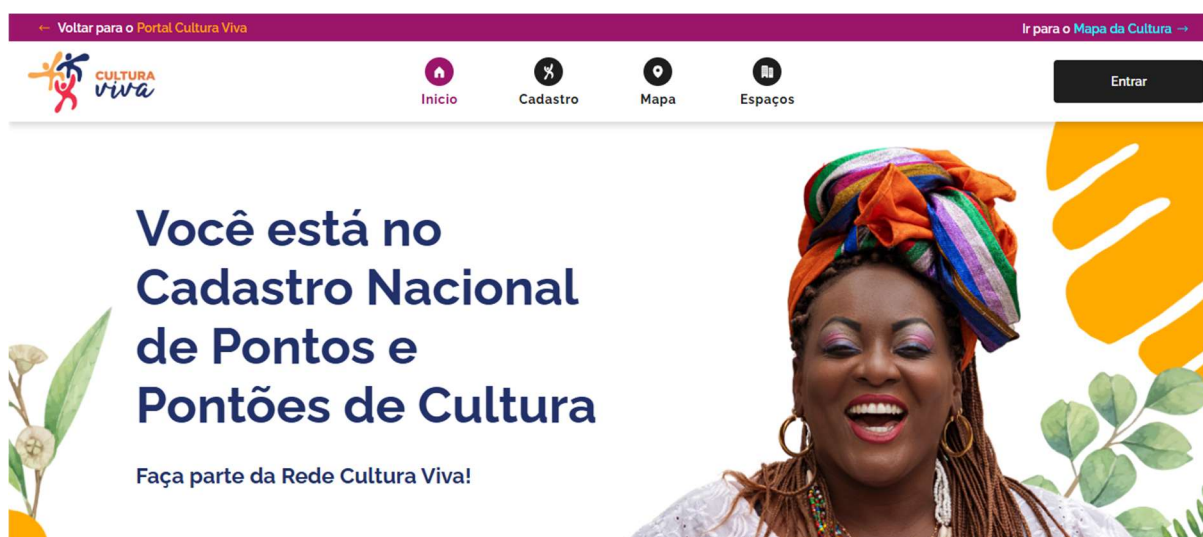 ← Voltar para o Portal Cultura Viva
Ir para o Mapa da Cultura →
CULTURA
viva
Inicio
Cadastro
Mapa
Espaços
Entrar
Você está no
Cadastro Nacional
de Pontos e
Pontões de Cultura
Faça parte da Rede Cultura Viva!